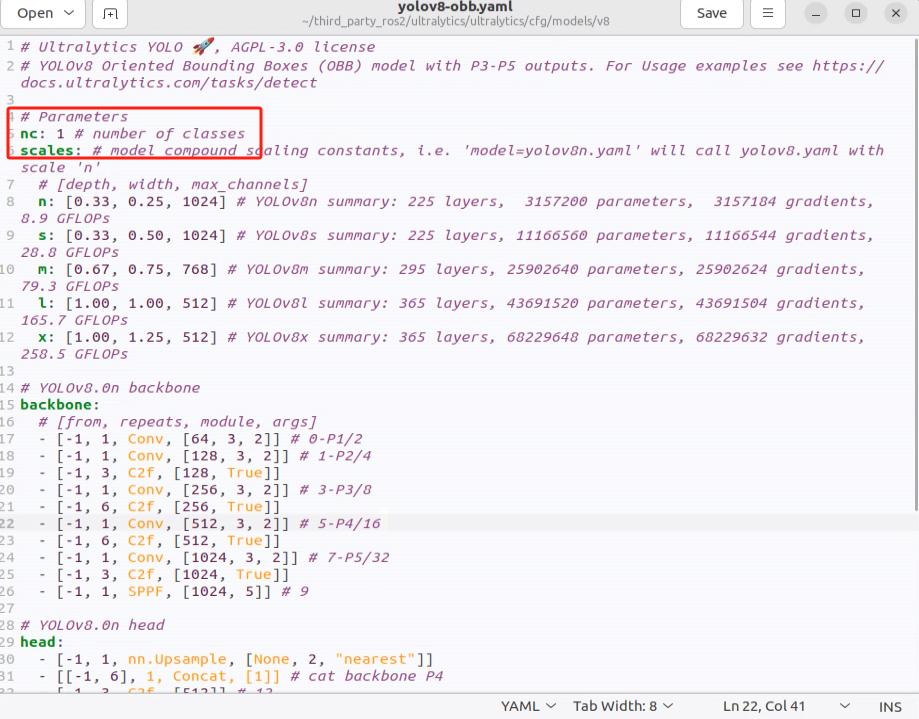 Open
yolov8-obb.yaml
~/third_party_ros2/ultralytics/ultralytics/cfg/models/v8
Save
1 # Ultralytics YOLO 🚀, AGPL-3.0 license
2 # YOLOv8 Oriented Bounding Boxes (OBB) model with P3-P5 outputs. For Usage examples see https://
docs.ultralytics.com/tasks/detect
3
4 # Parameters
5 nc: 1 # number of classes
6 scales: # model compound scaling constants, i.e. 'model=yolov8n.yaml' will call yolov8.yaml with
scale 'n'
7 # [depth, width, max_channels]
8 n: [0.33, 0.25, 1024] # YOLOv8n summary: 225 layers, 3157200 parameters, 3157184 gradients,
8.9 GFLOPs
9 s: [0.33, 0.50, 1024] # YOLOv8s summary: 225 layers, 11166560 parameters, 11166544 gradients,
28.8 GFLOPs
10 m: [0.67, 0.75, 768] # YOLOv8m summary: 295 layers, 25902640 parameters, 25902624 gradients,
79.3 GFLOPs
11 l: [1.00, 1.00, 512] # YOLOv8l summary: 365 layers, 43691520 parameters, 43691504 gradients,
165.7 GFLOPs
12 x: [1.00, 1.25, 512] # YOLOv8x summary: 365 layers, 68229648 parameters, 68229632 gradients,
258.5 GFLOPs
13
14 # YOLOv8.0n backbone
15 backbone:
16 # [from, repeats, module, args]
17 - [-1, 1, Conv, [64, 3, 2]] # 0-P1/2
18 - [-1, 1, Conv, [128, 3, 2]] # 1-P2/4
19 - [-1, 3, C2f, [128, True]]
20 - [-1, 1, Conv, [256, 3, 2]] # 3-P3/8
21 - [-1, 6, C2f, [256, True]]
22 - [-1, 1, Conv, [512, 3, 2]] # 5-P4/16
23 - [-1, 6, C2f, [512, True]]
24 - [-1, 1, Conv, [1024, 3, 2]] # 7-P5/32
25 - [-1, 3, C2f, [1024, True]]
26 - [-1, 1, SPPF, [1024, 5]] # 9
27
28 # YOLOv8.0n head
29 head:
30 - [-1, 1, nn.Upsample, [None, 2, "nearest"]]
31 - [[-1, 6], 1, Concat, [1]] # cat backbone P4
32 - [-1, 3, C2f, [512]] # 12
YAML
Tab Width: 8
Ln 22, Col 41
INS